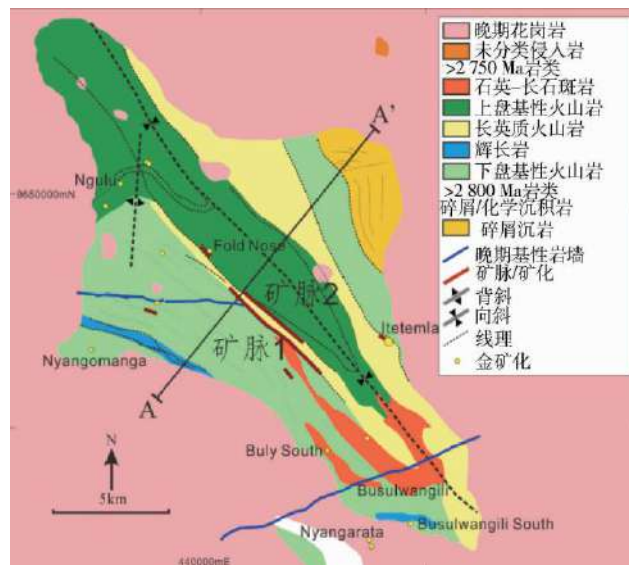 A'
Ngulu
9650000mN
Fold Nose
矿脉2
Itetemla
矿脉1
Nyangomanga
A
Buly South
N
5km
Busulwangili
Busulwangili South
Nyangarata
440000mE
晚期花岗岩
未分类侵入岩
>2 750 Ma岩类
石英-长石斑岩
上盘基性火山岩
长英质火山岩
辉长岩
下盘基性火山岩
>2 800 Ma岩类
碎屑/化学沉积岩
碎屑沉岩
晚期基性岩墙
矿脉/矿化
背斜
向斜
线理
金矿化